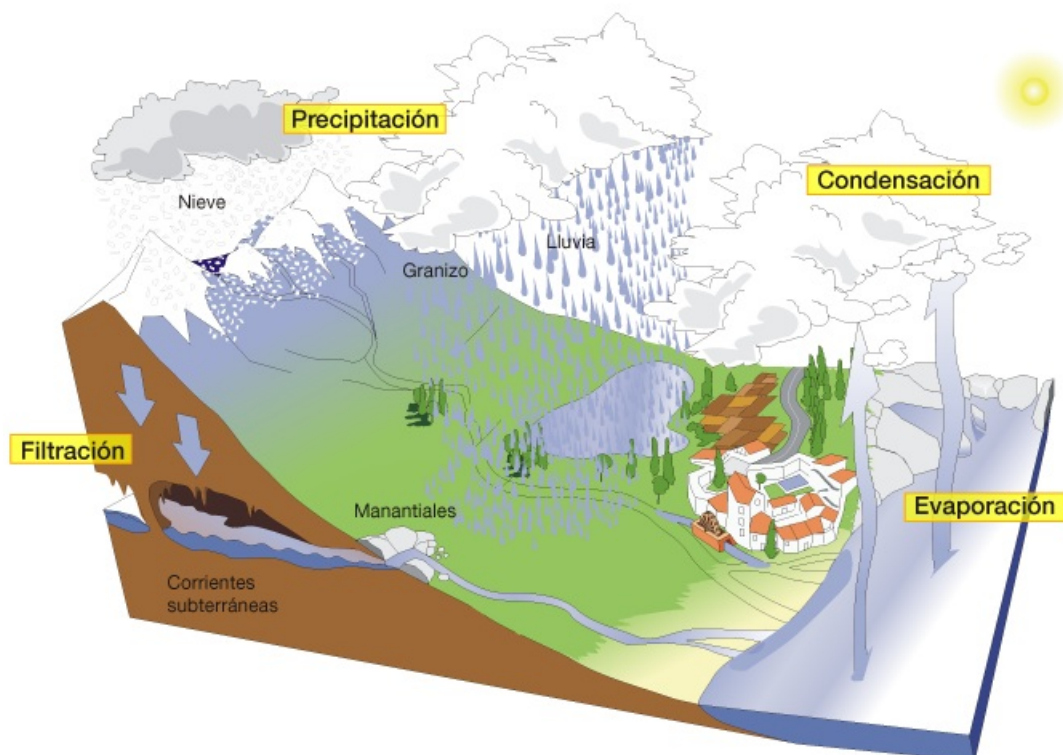 Precipitación
Condensación
Nieve
Lluvia
Granizo
Filtración
Manantiales
Evaporación
Corrientes
subterráneas